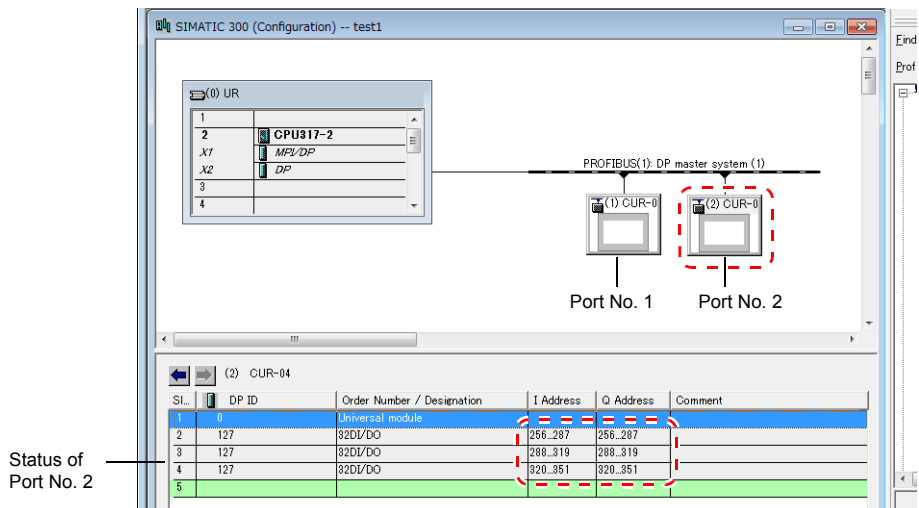 SIMATIC 300 (Configuration) -- test1
Find
Prof
(0) UR
1
2 CPU317-2
X1 MPI/DP
X2 DP
3
4
PROFIBUS(1): DP master system (1)
(1) CUR-0
(2) CUR-0
Port No. 1
Port No. 2
(2) CUR-04
Sl... DP ID Order Number / Designation I Address Q Address Comment
1 0 Universal module
2 127 32DI/DO 256...287 256...287
3 127 32DI/DO 288...319 288...319
4 127 32DI/DO 320...351 320...351
5
Status of
Port No. 2